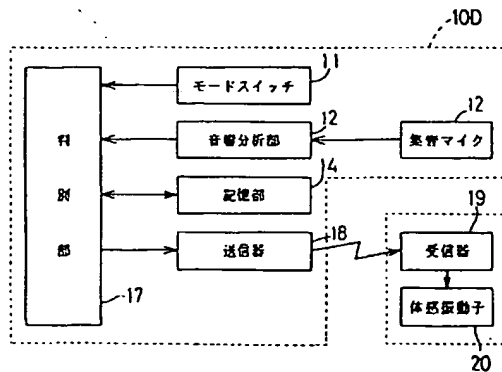 10D
11
モードスイッチ
12
音響分析部
12
集音マイク
14
記憶部
判別部
17
18
送信器
19
受信器
体感振動子
20